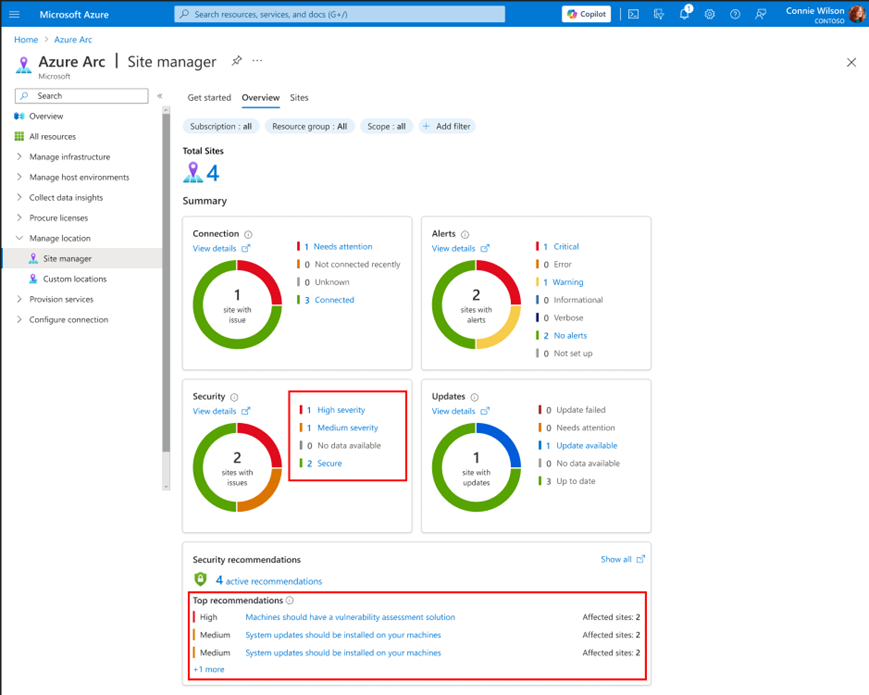 Microsoft Azure
Search resources, services, and docs (G+/)
Copilot
1
Connie Wilson
CONTOSO
Home > Azure Arc
Azure Arc | Site manager
Microsoft
Search
Overview
All resources
Manage infrastructure
Manage host environments
Collect data insights
Procure licenses
Manage location
Site manager
Custom locations
Provision services
Configure connection
Get started Overview Sites
Subscription : all Resource group : All Scope : all + Add filter
Total Sites
4
Summary
Connection
View details
1 site with issue
1 Needs attention
0 Not connected recently
0 Unknown
3 Connected
Alerts
View details
2 sites with alerts
1 Critical
0 Error
1 Warning
0 Informational
0 Verbose
2 No alerts
0 Not set up
Security
View details
2 sites with issues
1 High severity
1 Medium severity
0 No data available
2 Secure
Updates
View details
1 site with updates
0 Update failed
0 Needs attention
1 Update available
0 No data available
3 Up to date
Security recommendations Show all
4 active recommendations
Top recommendations
High Machines should have a vulnerability assessment solution Affected sites: 2
Medium System updates should be installed on your machines Affected sites: 2
Medium System updates should be installed on your machines Affected sites: 2
+1 more